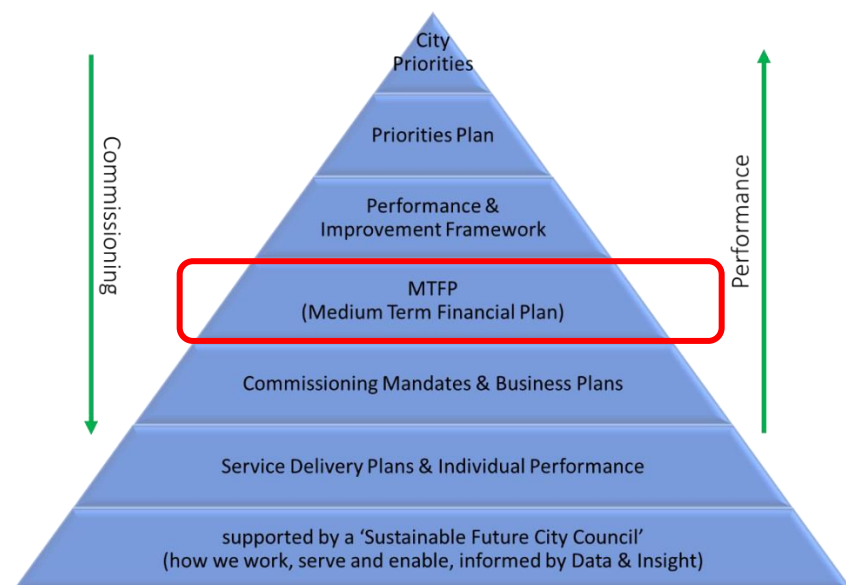 City
Priorities
Priorities Plan
Commissioning
Performance
Performance &
Improvement Framework
MTFP
(Medium Term Financial Plan)
Commissioning Mandates & Business Plans
Service Delivery Plans & Individual Performance
supported by a ‘Sustainable Future City Council’
(how we work, serve and enable, informed by Data & Insight)